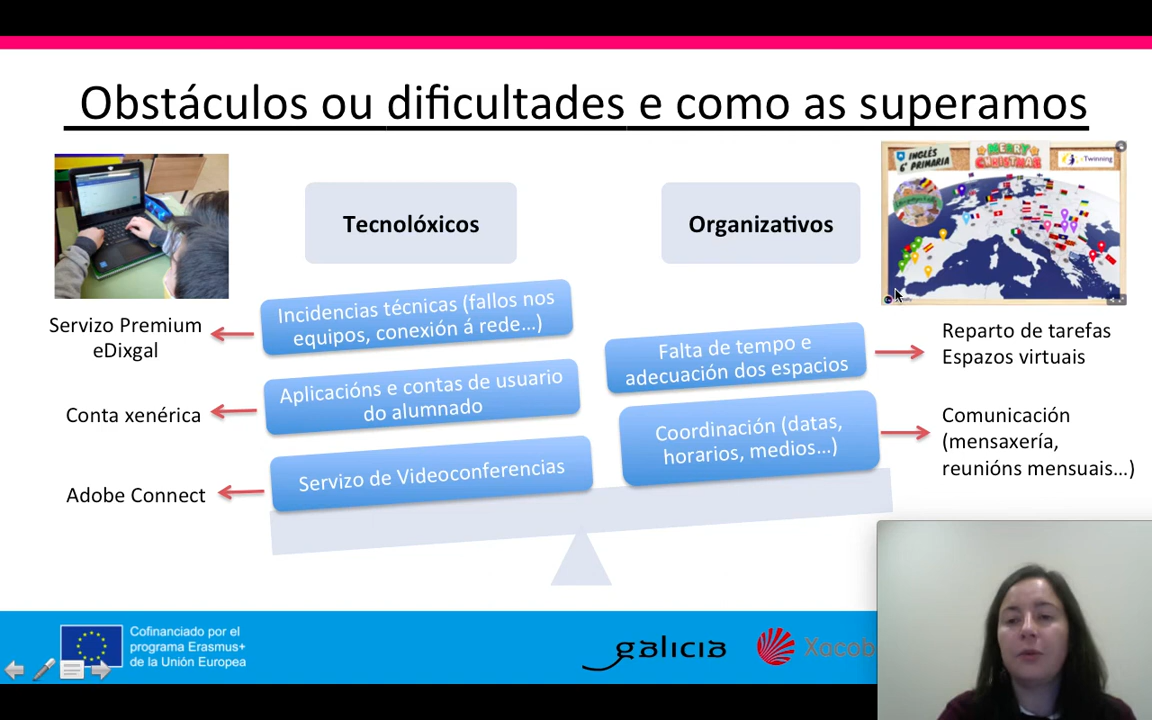 Obstáculos ou dificultades e como as superamos
Tecnolóxicos
Organizativos
INGLÉS
6º PRIMARIA
MERRY
CHRISTMAS
eTwinning
Servizo Premium
eDixgal
Incidencias técnicas (fallos nos
equipos, conexión á rede...)
Conta xenérica
Aplicacións e contas de usuario
do alumnado
Adobe Connect
Servizo de Videoconferencias
Falta de tempo e
adecuación dos espacios
Reparto de tarefas
Espazos virtuais
Coordinación (datas,
horarios, medios...)
Comunicación
(mensaxería,
reunións mensuais...)
Cofinanciado por el
programa Erasmus+
de la Unión Europea
galicia
Xacob